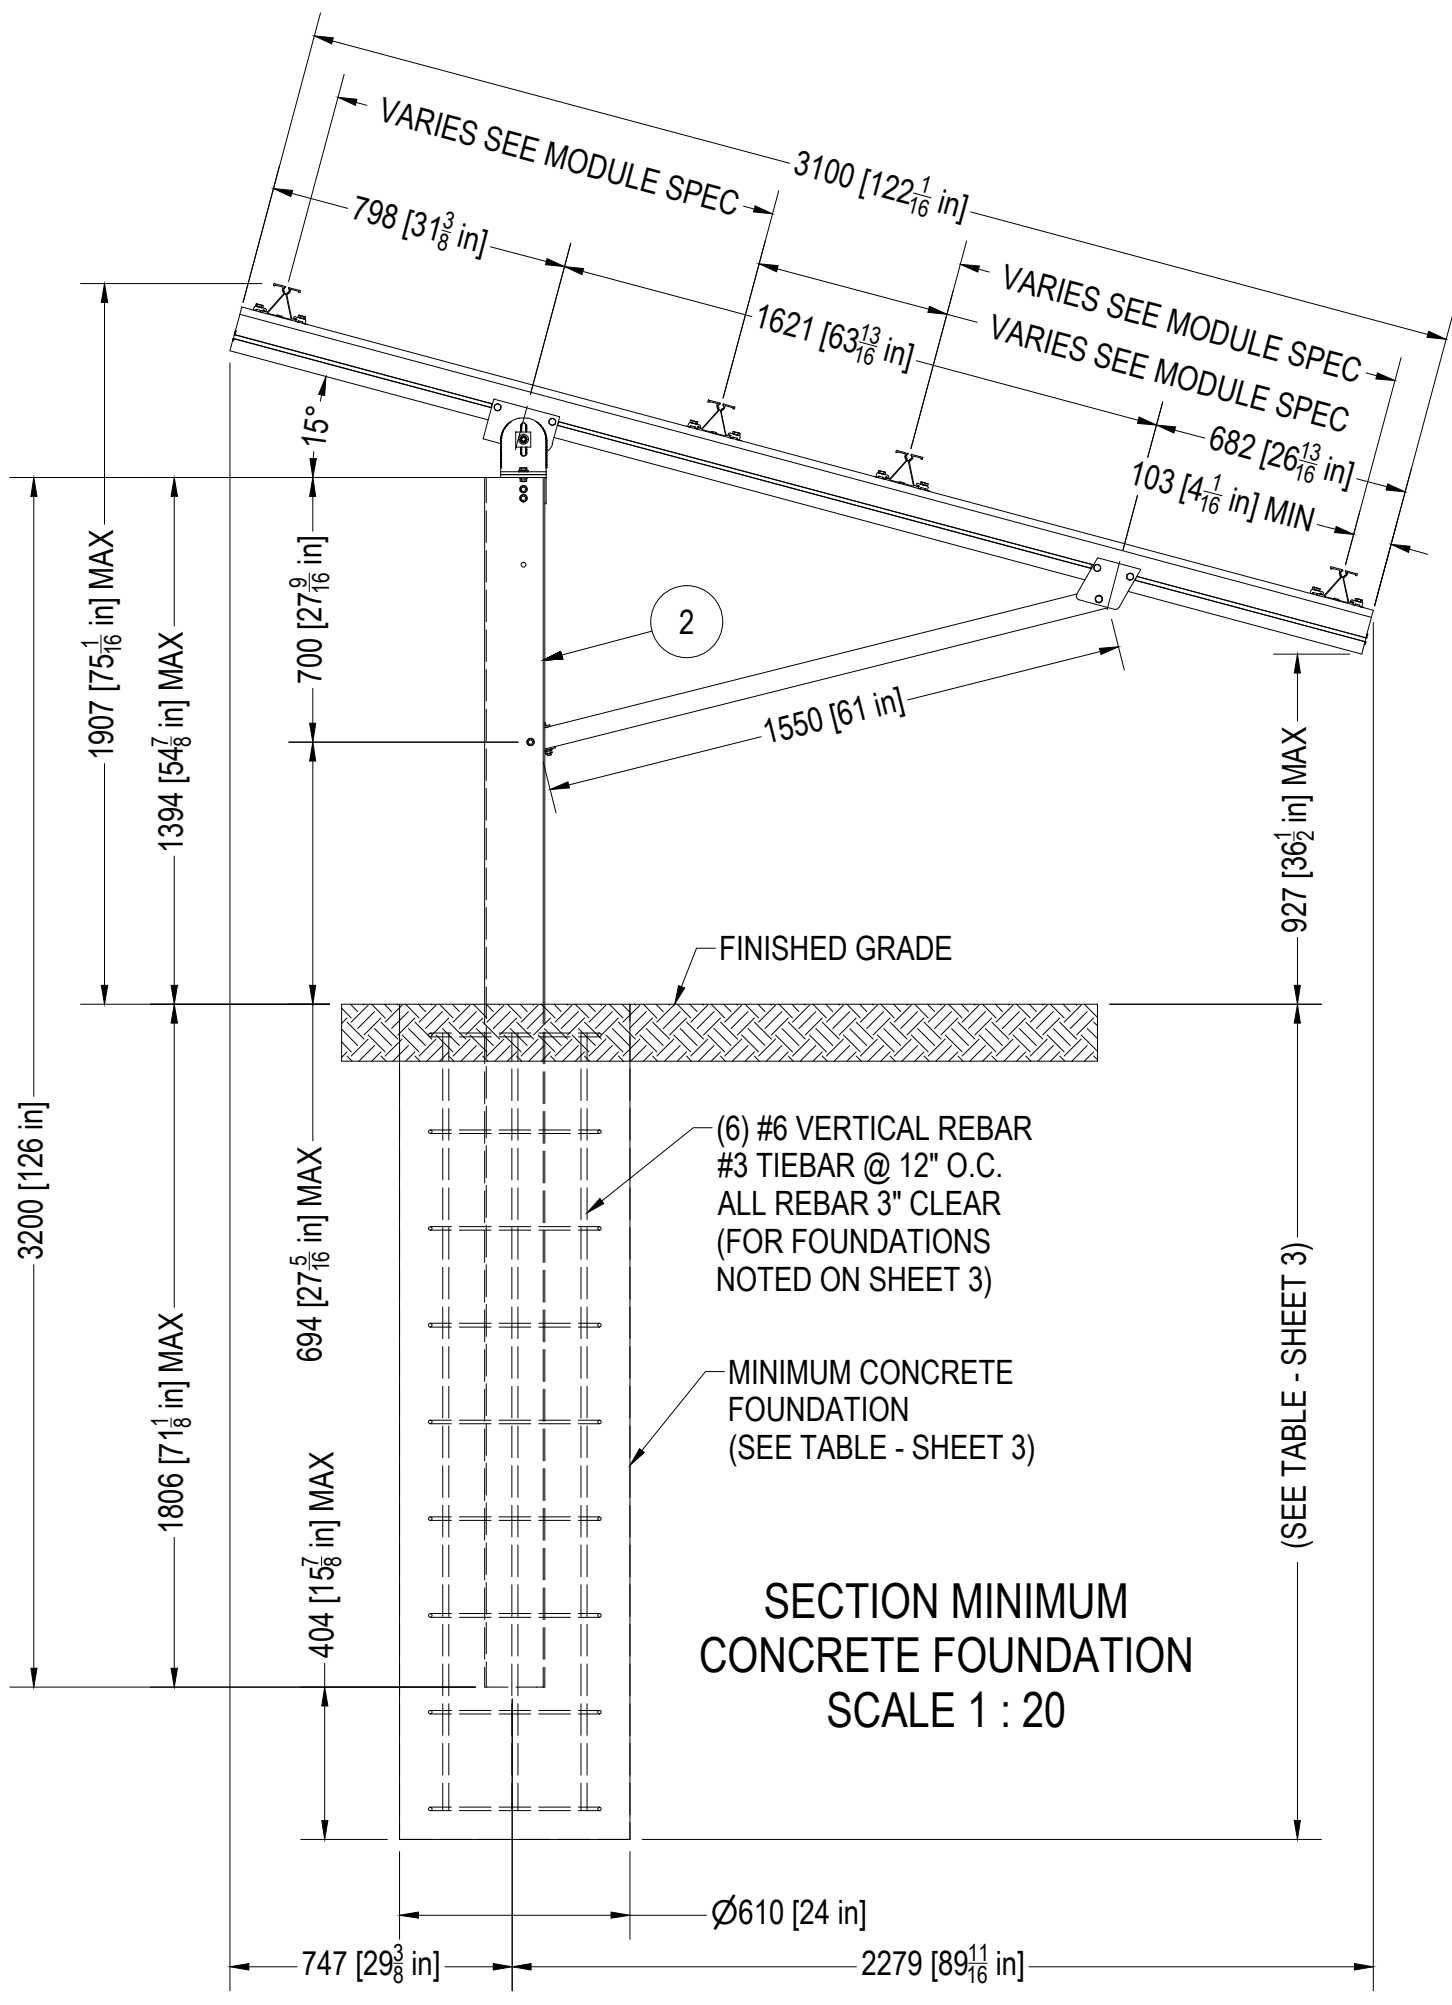 VARIES SEE MODULE SPEC
3100 [122 1/16 in]
798 [31 3/8 in]
VARIES SEE MODULE SPEC
1621 [63 13/16 in]
VARIES SEE MODULE SPEC
682 [26 13/16 in]
103 [4 1/16 in] MIN
15°
1907 [75 1/16 in] MAX
1394 [54 7/8 in] MAX
700 [27 9/16 in]
2
1550 [61 in]
927 [36 1/2 in] MAX
FINISHED GRADE
3200 [126 in]
(6) #6 VERTICAL REBAR
#3 TIEBAR @ 12" O.C.
ALL REBAR 3" CLEAR
(FOR FOUNDATIONS
NOTED ON SHEET 3)
694 [27 5/16 in] MAX
1806 [71 1/8 in] MAX
MINIMUM CONCRETE
FOUNDATION
(SEE TABLE - SHEET 3)
(SEE TABLE - SHEET 3)
404 [15 7/8 in] MAX
SECTION MINIMUM
CONCRETE FOUNDATION
SCALE 1 : 20
Ø610 [24 in]
747 [29 3/8 in]
2279 [89 11/16 in]